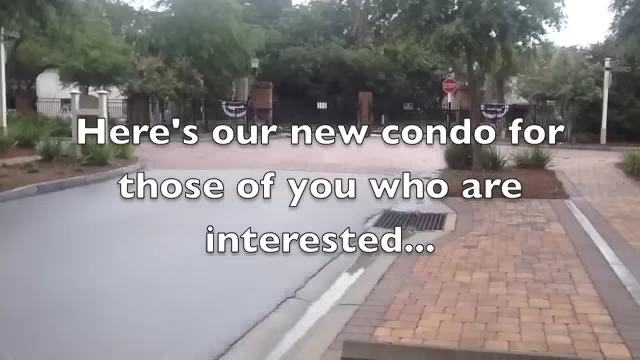 Here's our new condo for
those of you who are
interested...